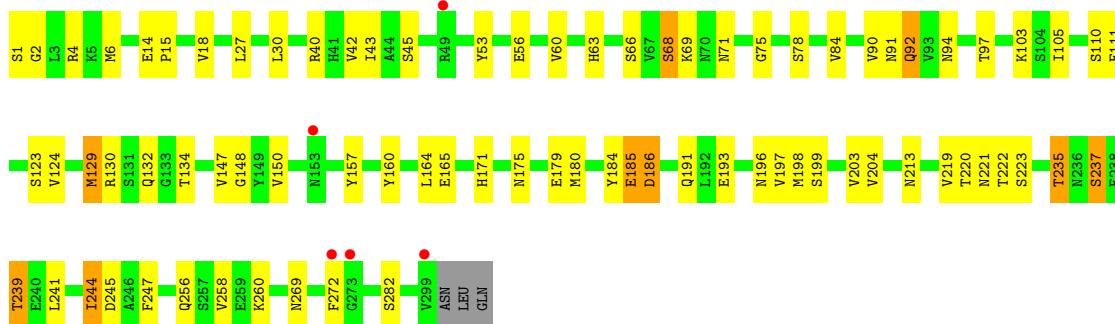 S1 G2 L3 R4 K5 M6 E14 P15 V18 L27 L30 R40 H41 V42 I43 A44 S45 R49 Y53 E56 V60 H63 S66 V67 S68 K69 N70 N71 G75 S78 V84 V90 N91 Q92 V93 N94 T97 K103 S104 I105 S110 E111
S123 V124 M129 R130 S131 Q132 G133 T134 V147 G148 Y149 V150 N153 Y157 Y160 L164 E165 H171 N175 E179 M180 Y184 E185 D186 Q191 L192 E193 N196 V197 M198 S199 V203 V204 N213 V219 T220 N221 T222 S223 T235 N236 S237 E238
T239 E240 L241 I244 D245 A246 F247 Q256 S257 V258 E259 K260 N269 F272 G273 S282 V299 ASN LEU GLN